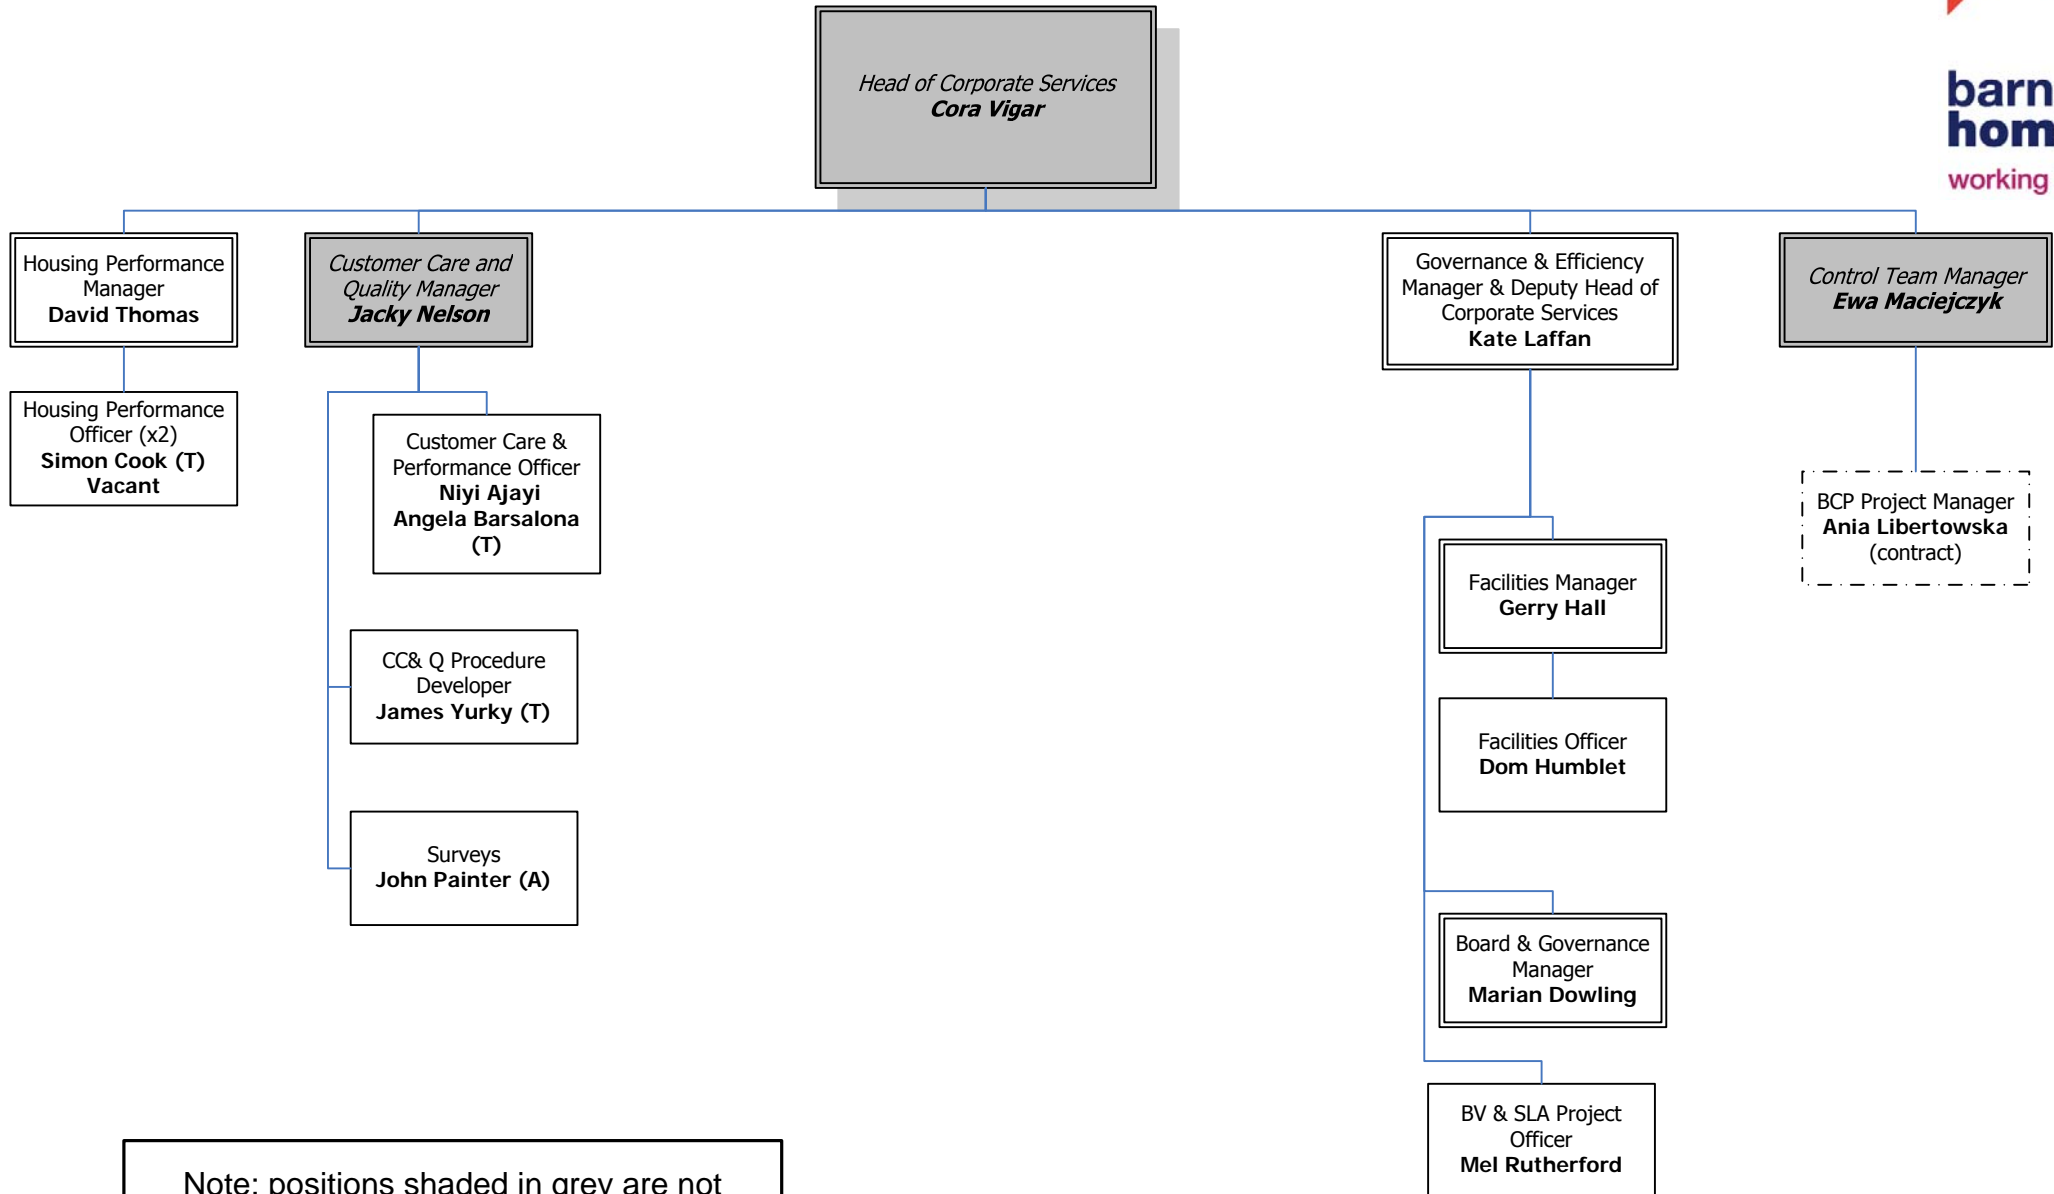 Head of Corporate Services
Cora Vigar
barn
hom
working
Housing Performance
Manager
David Thomas
Customer Care and
Quality Manager
Jacky Nelson
Governance & Efficiency
Manager & Deputy Head of
Corporate Services
Kate Laffan
Control Team Manager
Ewa Maciejczyk
Housing Performance
Officer (x2)
Simon Cook (T)
Vacant
Customer Care &
Performance Officer
Niyi Ajayi
Angela Barsalona
(T)
BCP Project Manager
Ania Libertowska
(contract)
Facilities Manager
Gerry Hall
CC& Q Procedure
Developer
James Yurky (T)
Facilities Officer
Dom Humblet
Surveys
John Painter (A)
Board & Governance
Manager
Marian Dowling
BV & SLA Project
Officer
Mel Rutherford
Note: positions shaded in grey are not